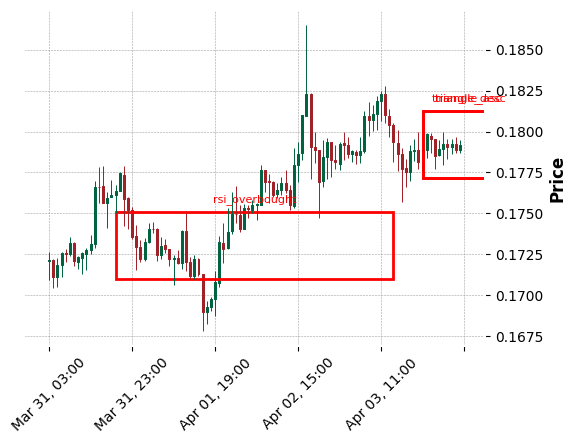 0.1850
0.1825
0.1800
0.1775
0.1750
0.1725
0.1700
0.1675
Price
rsi_overbought
Mar 31, 03:00
Mar 31, 23:00
Apr 01, 19:00
Apr 02, 15:00
Apr 03, 11:00